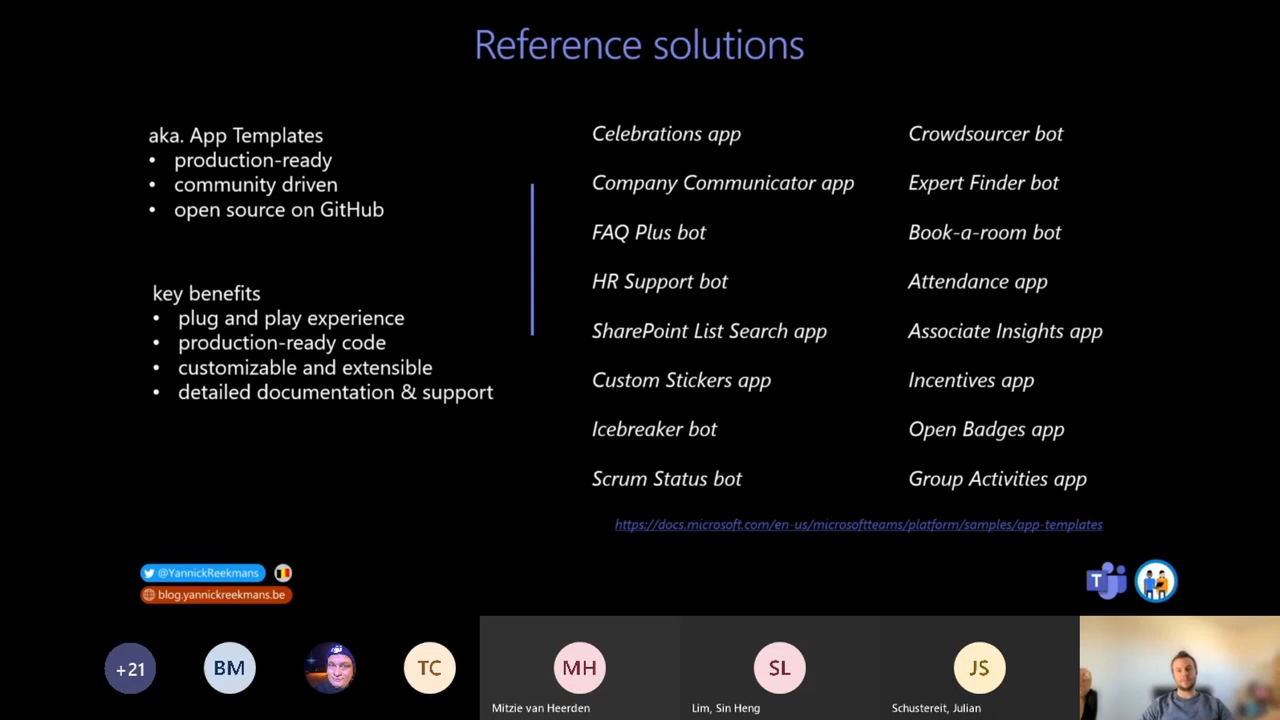 Reference solutions
aka. App Templates
• production-ready
• community driven
• open source on GitHub
key benefits
• plug and play experience
• production-ready code
• customizable and extensible
• detailed documentation & support
Celebrations app
Company Communicator app
FAQ Plus bot
HR Support bot
SharePoint List Search app
Custom Stickers app
Icebreaker bot
Scrum Status bot
Crowdsourcer bot
Expert Finder bot
Book-a-room bot
Attendance app
Associate Insights app
Incentives app
Open Badges app
Group Activities app
https://docs.microsoft.com/en-us/microsoftteams/platform/samples/app-templates
@YannickReekmans
blog.yannickreekmans.be
T
+21
BM
TC
MH
Mitzie van Heerden
SL
Lim, Sin Heng
JS
Schustereit, Julian